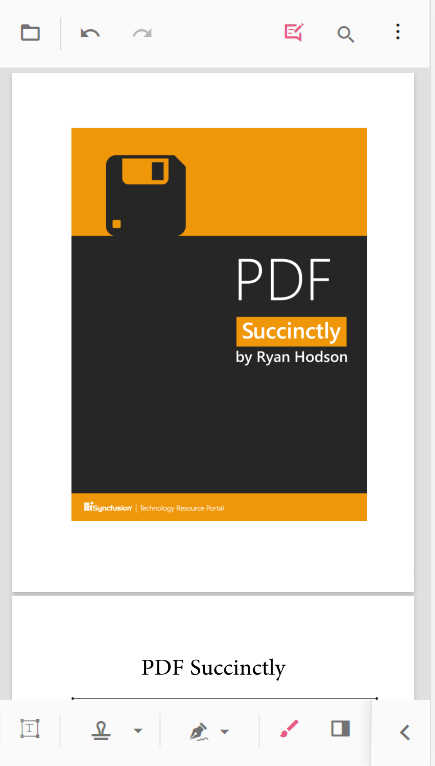 PDF
Succinctly
by Ryan Hodson
Syncfusion | Technology Resource Portal
PDF Succinctly
T